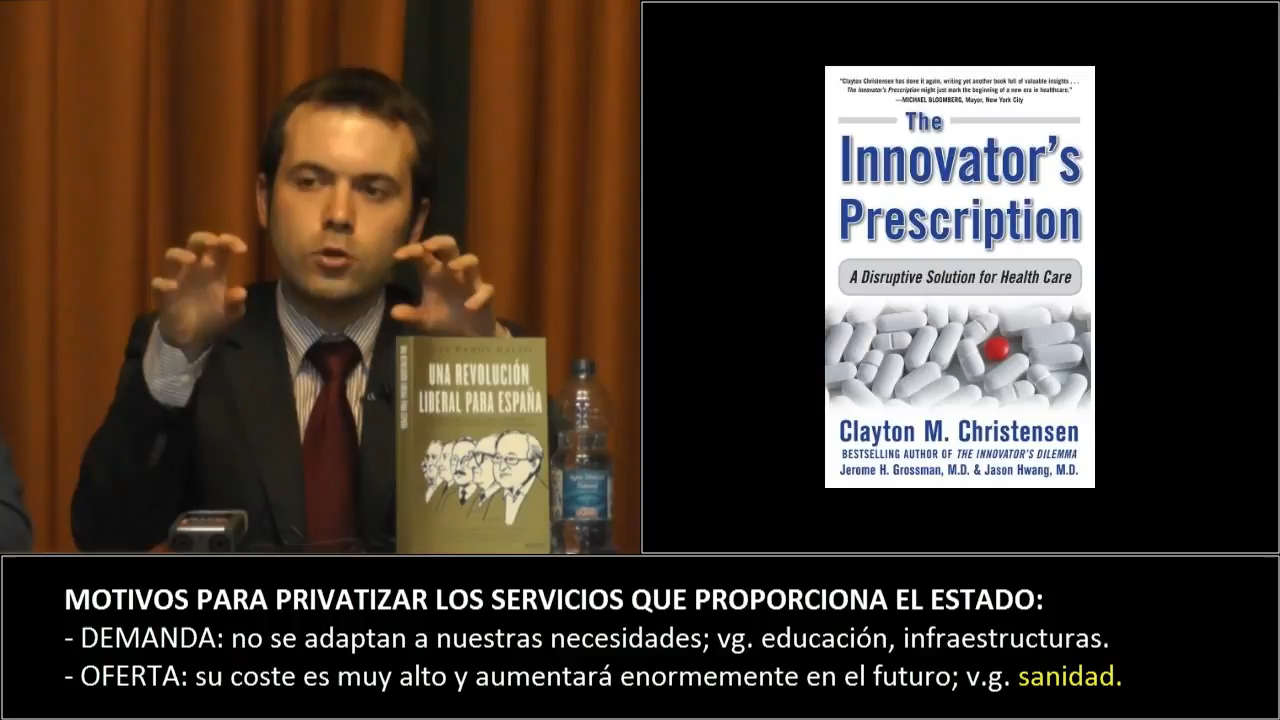 "Clayton Christensen has done it again, writing yet another book full of valuable insights . . .
The Innovator's Prescription might just mark the beginning of a new era in healthcare."
—MICHAEL BLOOMBERG, Mayor, New York City
The
Innovator's
Prescription
A Disruptive Solution for Health Care
Clayton M. Christensen
BESTSELLING AUTHOR OF THE INNOVATOR'S DILEMMA
Jerome H. Grossman, M.D. & Jason Hwang, M.D.
UNA REVOLUCIÓN
LIBERAL PARA ESPAÑA
MOTIVOS PARA PRIVATIZAR LOS SERVICIOS QUE PROPORCIONA EL ESTADO:
- DEMANDA: no se adaptan a nuestras necesidades; vg. educación, infraestructuras.
- OFERTA: su coste es muy alto y aumentará enormemente en el futuro; v.g. sanidad.